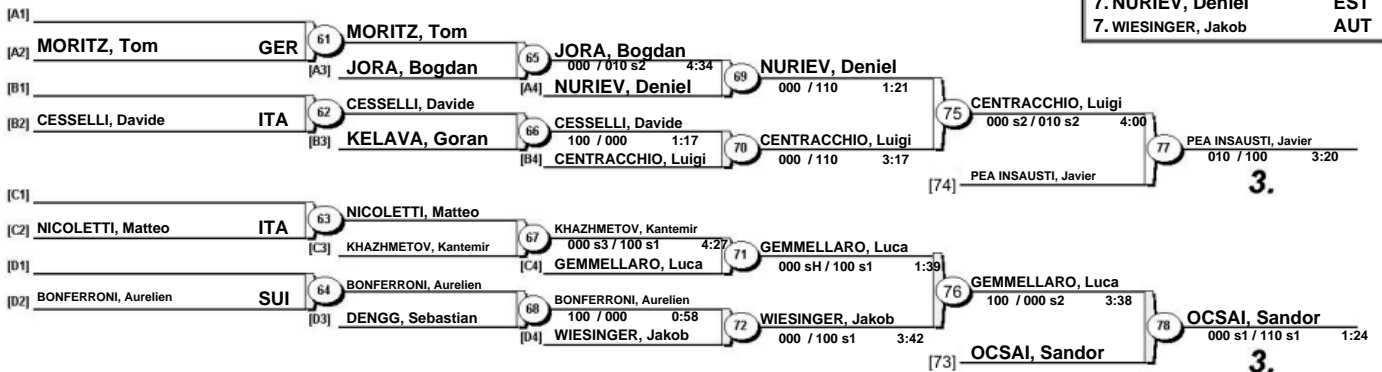 7. NURIEV, Deniel EST
7. WIESINGER, Jakob AUT
[A1]
[A2] MORITZ, Tom GER
61 MORITZ, Tom
[A3] JORA, Bogdan
65 JORA, Bogdan
000 / 010 s2 4:34
[A4] NURIEV, Deniel
69 NURIEV, Deniel
000 / 110 1:21
[B1]
[B2] CESSELLI, Davide ITA
62 CESSELLI, Davide
[B3] KELAVA, Goran
66 CESSELLI, Davide
100 / 000 1:17
[B4] CENTRACCHIO, Luigi
70 CENTRACCHIO, Luigi
000 / 110 3:17
75 CENTRACCHIO, Luigi
000 s2 / 010 s2 4:00
[74] PEA INSAUSTI, Javier
77 PEA INSAUSTI, Javier
010 / 100 3:20
3.
[C1]
[C2] NICOLETTI, Matteo ITA
63 NICOLETTI, Matteo
[C3] KHAZHMETOV, Kantemir
67 KHAZHMETOV, Kantemir
000 s3 / 100 s1 4:27
[C4] GEMMELLARO, Luca
71 GEMMELLARO, Luca
000 sH / 100 s1 1:39
[D1]
[D2] BONFERRONI, Aurelien SUI
64 BONFERRONI, Aurelien
[D3] DENGG, Sebastian
68 BONFERRONI, Aurelien
100 / 000 0:58
[D4] WIESINGER, Jakob
72 WIESINGER, Jakob
000 / 100 s1 3:42
76 GEMMELLARO, Luca
100 / 000 s2 3:38
[73] OCSAI, Sandor
78 OCSAI, Sandor
000 s1 / 110 s1 1:24
3.